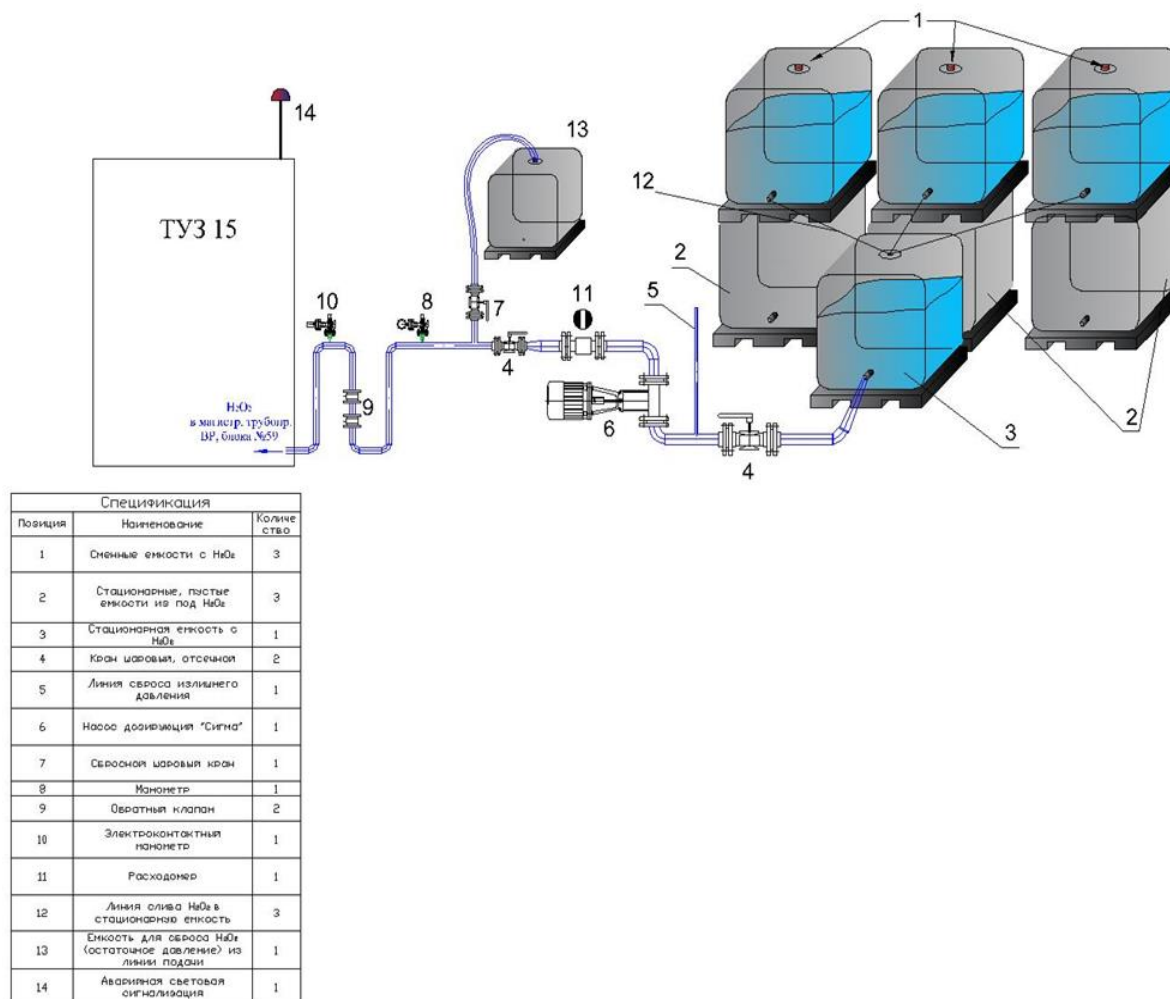 1
14
13
ТУЗ 15
12
10
8
7
11
2
5
4
9
6
H₂O₂
в магистр. трубопр.
ВР, блока №59
4
3
2
Спецификация
Позиция Наименование Количе
ство
1 Сменные емкости с H₂O₂ 3
2 Стационарные, пустые
емкости из под H₂O₂ 3
3 Стационарная емкость с
H₂O₂ 1
4 Кран шаровый, отсечной 2
5 Линия сброса излишнего
давления 1
6 Насос дозирующий "Сигма" 1
7 Сбросной шаровый кран 1
8 Манометр 1
9 Обратный клапан 2
10 Электроконтактный
манометр 1
11 Расходомер 1
12 Линия слива H₂O₂ в
стационарную емкость 3
13 Емкость для сброса H₂O₂
(остаточное давление) из
линии подачи 1
14 Аварийная световая
сигнализация 1